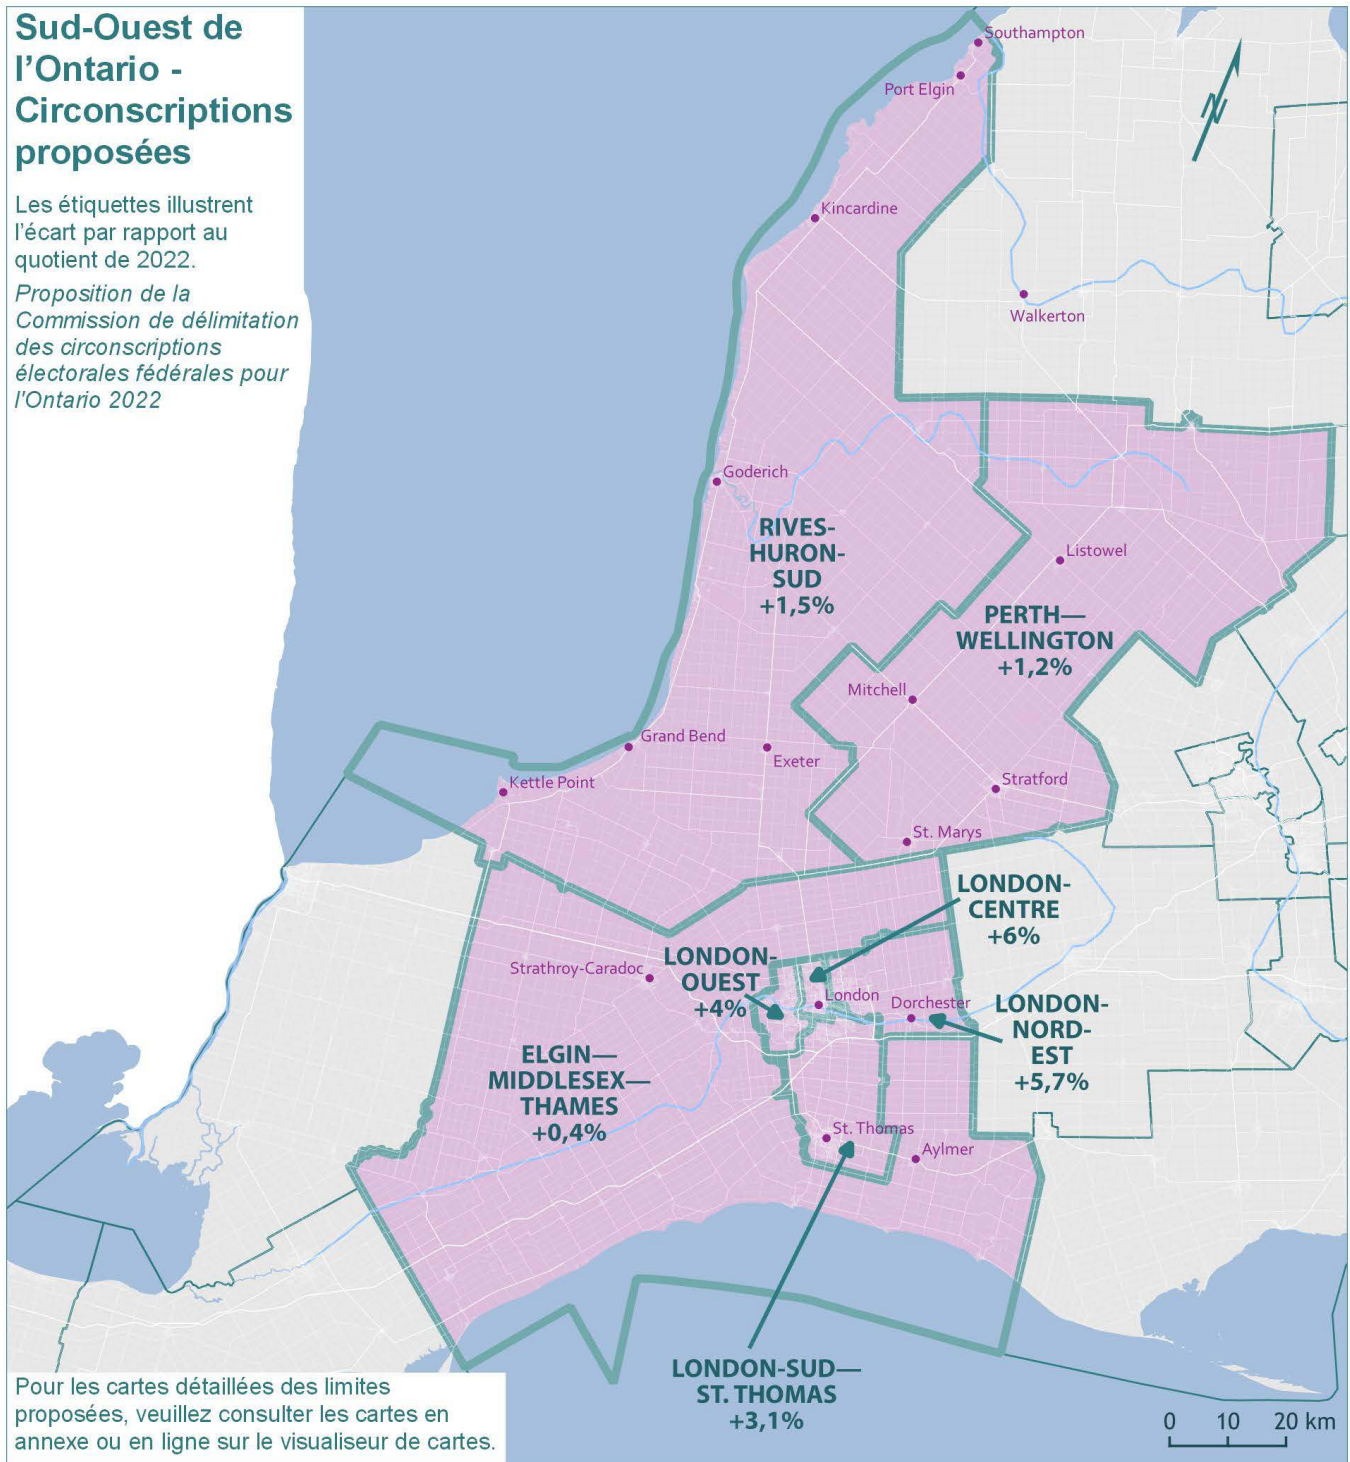 Sud-Ouest de
l’Ontario -
Circonscriptions
proposées
Les étiquettes illustrent
l’écart par rapport au
quotient de 2022.
Proposition de la
Commission de délimitation
des circonscriptions
électorales fédérales pour
l'Ontario 2022
Southampton
Port Elgin
Kincardine
Walkerton
Goderich
RIVES-
HURON-
SUD
+1,5%
Listowel
PERTH—
WELLINGTON
+1,2%
Mitchell
Grand Bend
Exeter
Kettle Point
Stratford
St. Marys
LONDON-
CENTRE
+6%
LONDON-
OUEST
+4%
Strathroy-Caradoc
London
Dorchester
LONDON-
NORD-
EST
+5,7%
ELGIN—
MIDDLESEX—
THAMES
+0,4%
St. Thomas
Aylmer
LONDON-SUD—
ST. THOMAS
+3,1%
Pour les cartes détaillées des limites
proposées, veuillez consulter les cartes en
annexe ou en ligne sur le visualiseur de cartes.
0 10 20 km